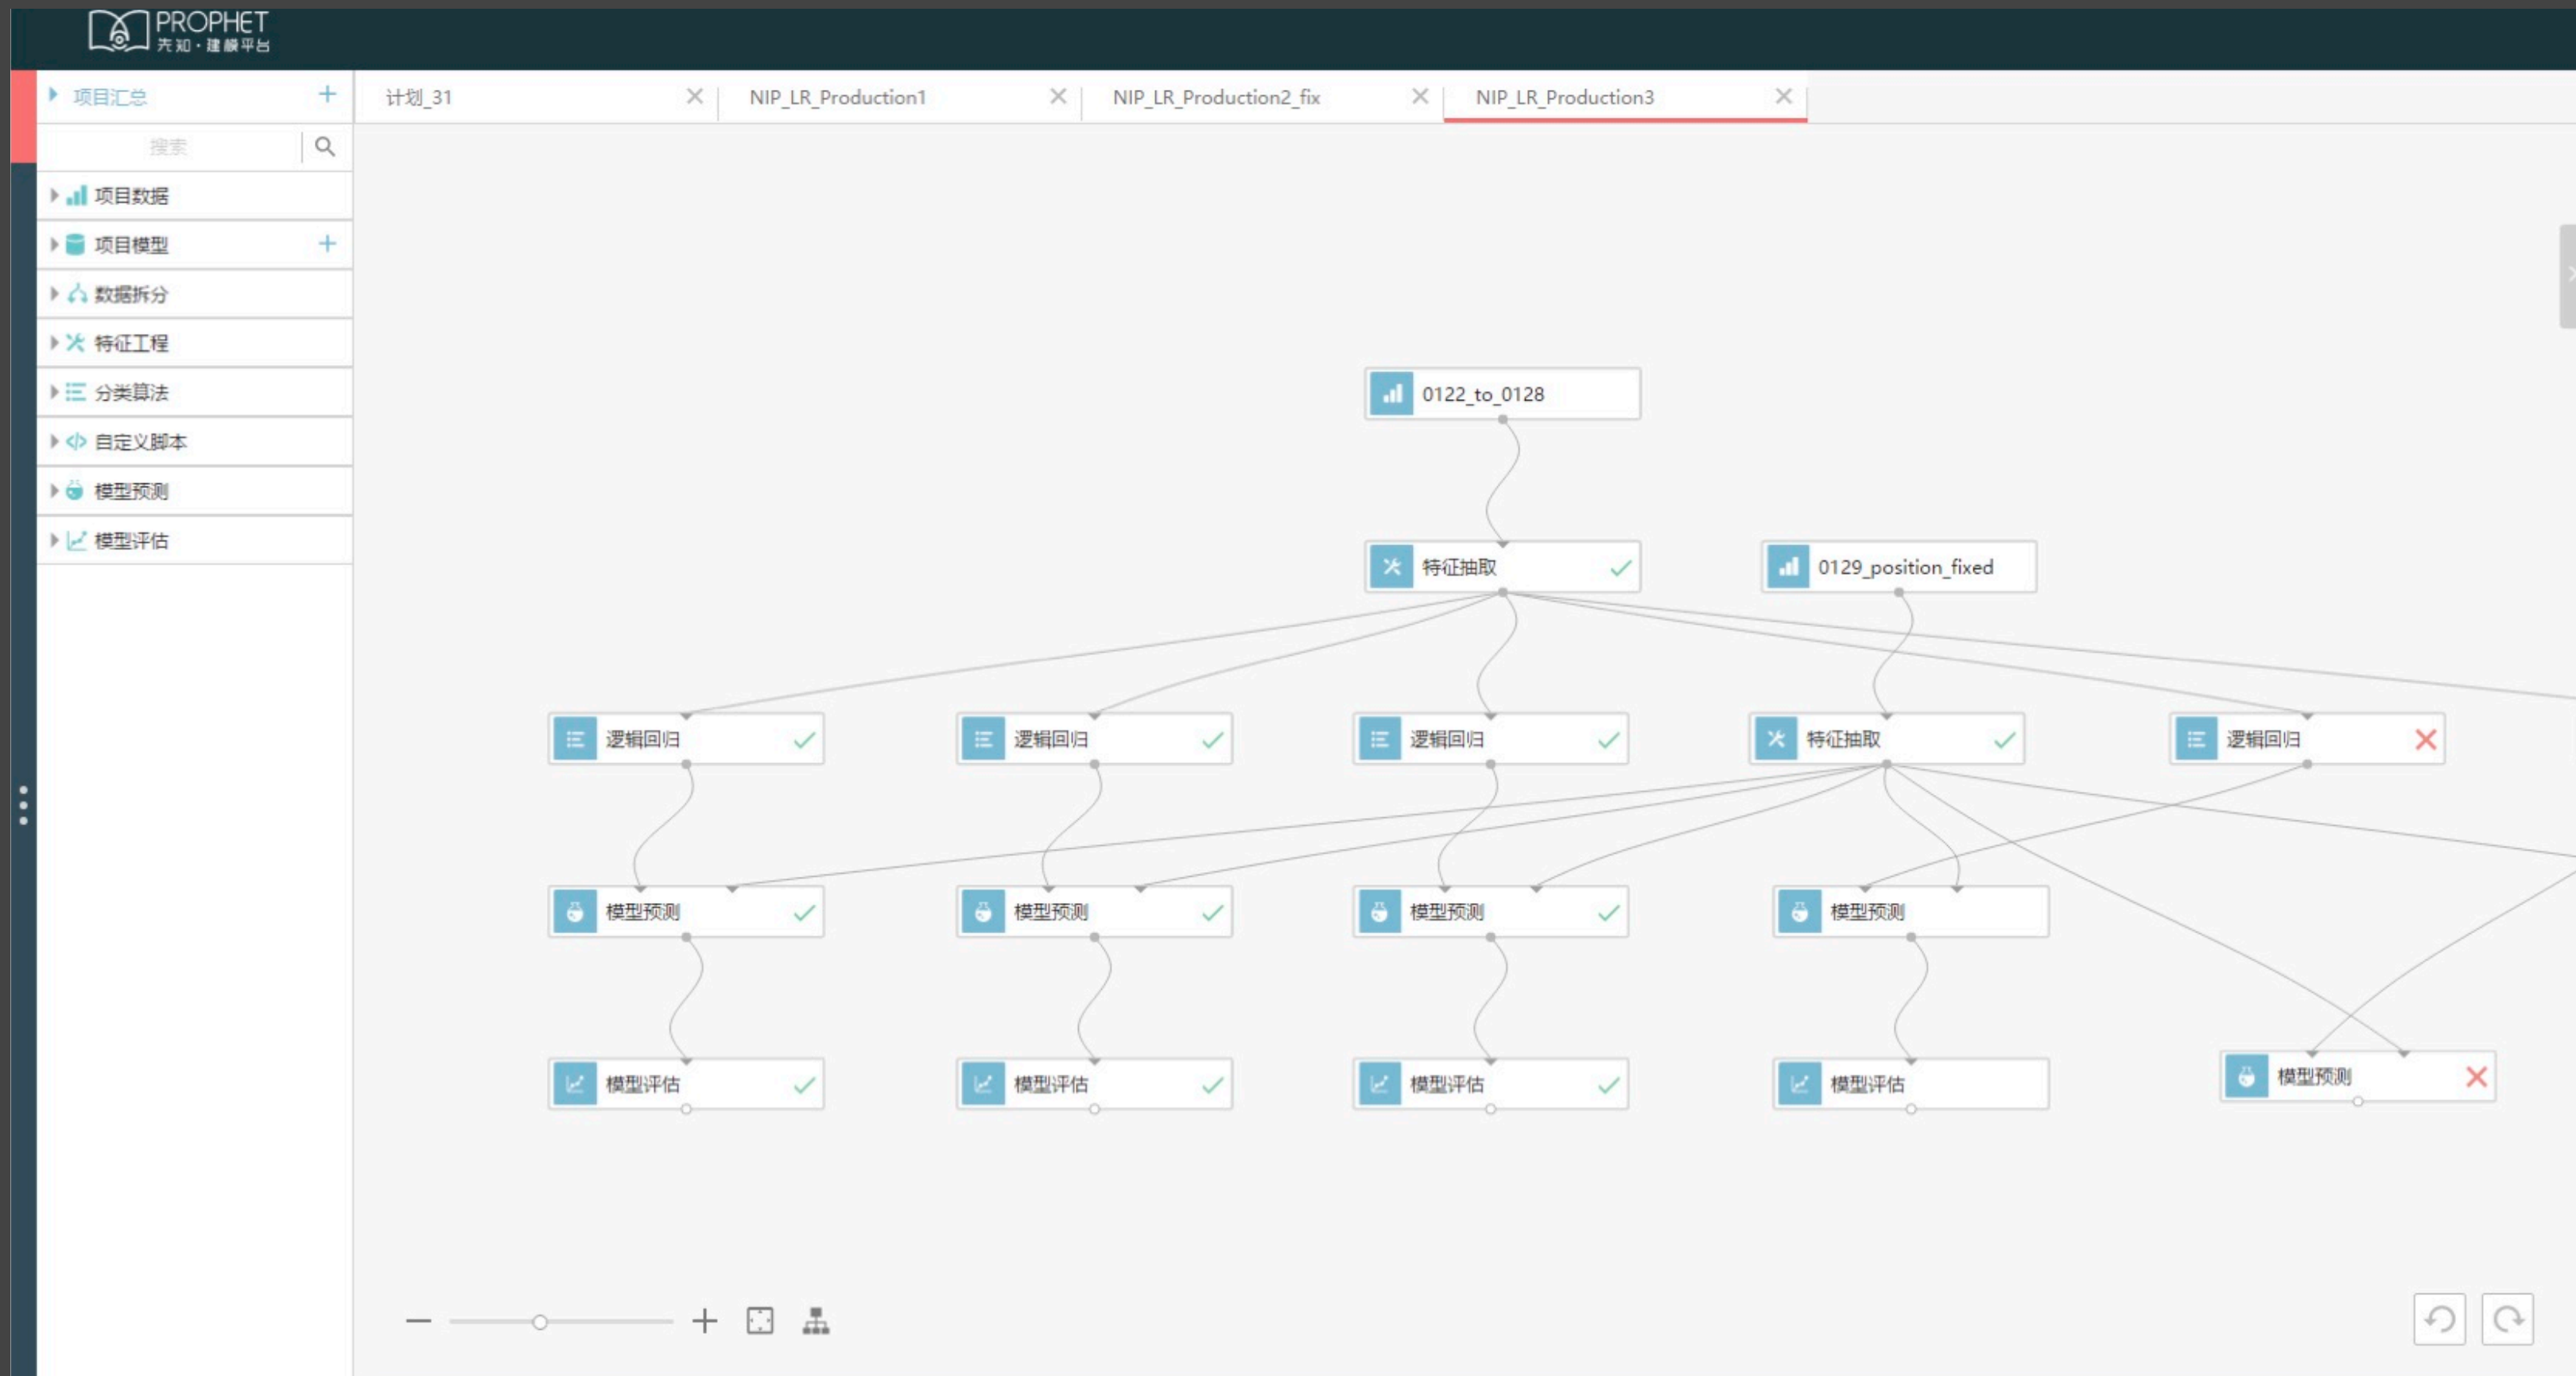 PROPHET
先知·建模平台
项目汇总
计划_31
NIP_LR_Production1
NIP_LR_Production2_fix
NIP_LR_Production3
搜索
项目数据
项目模型
数据拆分
特征工程
分类算法
自定义脚本
模型预测
模型评估
0122_to_0128
特征抽取
0129_position_fixed
逻辑回归
逻辑回归
逻辑回归
特征抽取
逻辑回归
模型预测
模型预测
模型预测
模型预测
模型评估
模型评估
模型评估
模型评估
模型预测